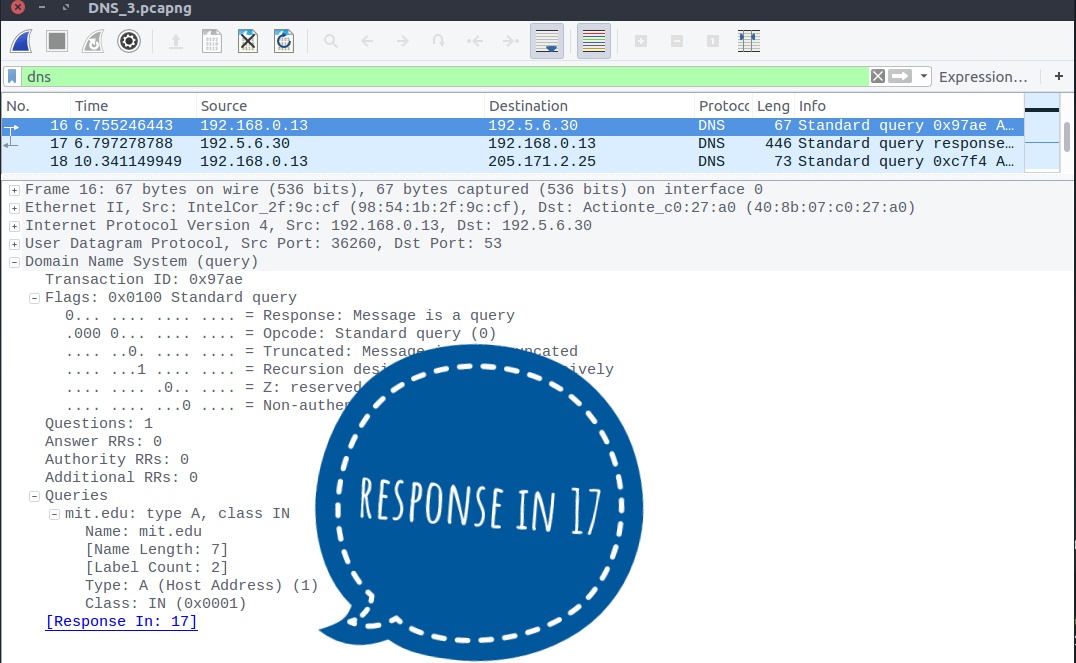 DNS_3.pcapng
dns
Expression…
+
No. Time Source Destination Protoco Leng Info
16 6.755246443 192.168.0.13 192.5.6.30 DNS 67 Standard query 0x97ae A…
17 6.797278788 192.5.6.30 192.168.0.13 DNS 446 Standard query response…
18 10.341149949 192.168.0.13 205.171.2.25 DNS 73 Standard query 0xc7f4 A…
Frame 16: 67 bytes on wire (536 bits), 67 bytes captured (536 bits) on interface 0
Ethernet II, Src: IntelCor_2f:9c:cf (98:54:1b:2f:9c:cf), Dst: Actionte_c0:27:a0 (40:8b:07:c0:27:a0)
Internet Protocol Version 4, Src: 192.168.0.13, Dst: 192.5.6.30
User Datagram Protocol, Src Port: 36260, Dst Port: 53
Domain Name System (query)
Transaction ID: 0x97ae
Flags: 0x0100 Standard query
0... .... .... .... = Response: Message is a query
.000 0... .... .... = Opcode: Standard query (0)
.... ..0. .... .... = Truncated: Message
.... ...1 .... .... = Recursion
.... .... .0.. .... = Z: reserved
.... .... ...0 .... =
Questions: 1
Answer RRs: 0
Authority RRs: 0
Additional RRs: 0
Queries
mit.edu: type A, class IN
Name: mit.edu
[Name Length: 7]
[Label Count: 2]
Type: A (Host Address) (1)
Class: IN (0x0001)
[Response In: 17]
RESPONSE IN 17